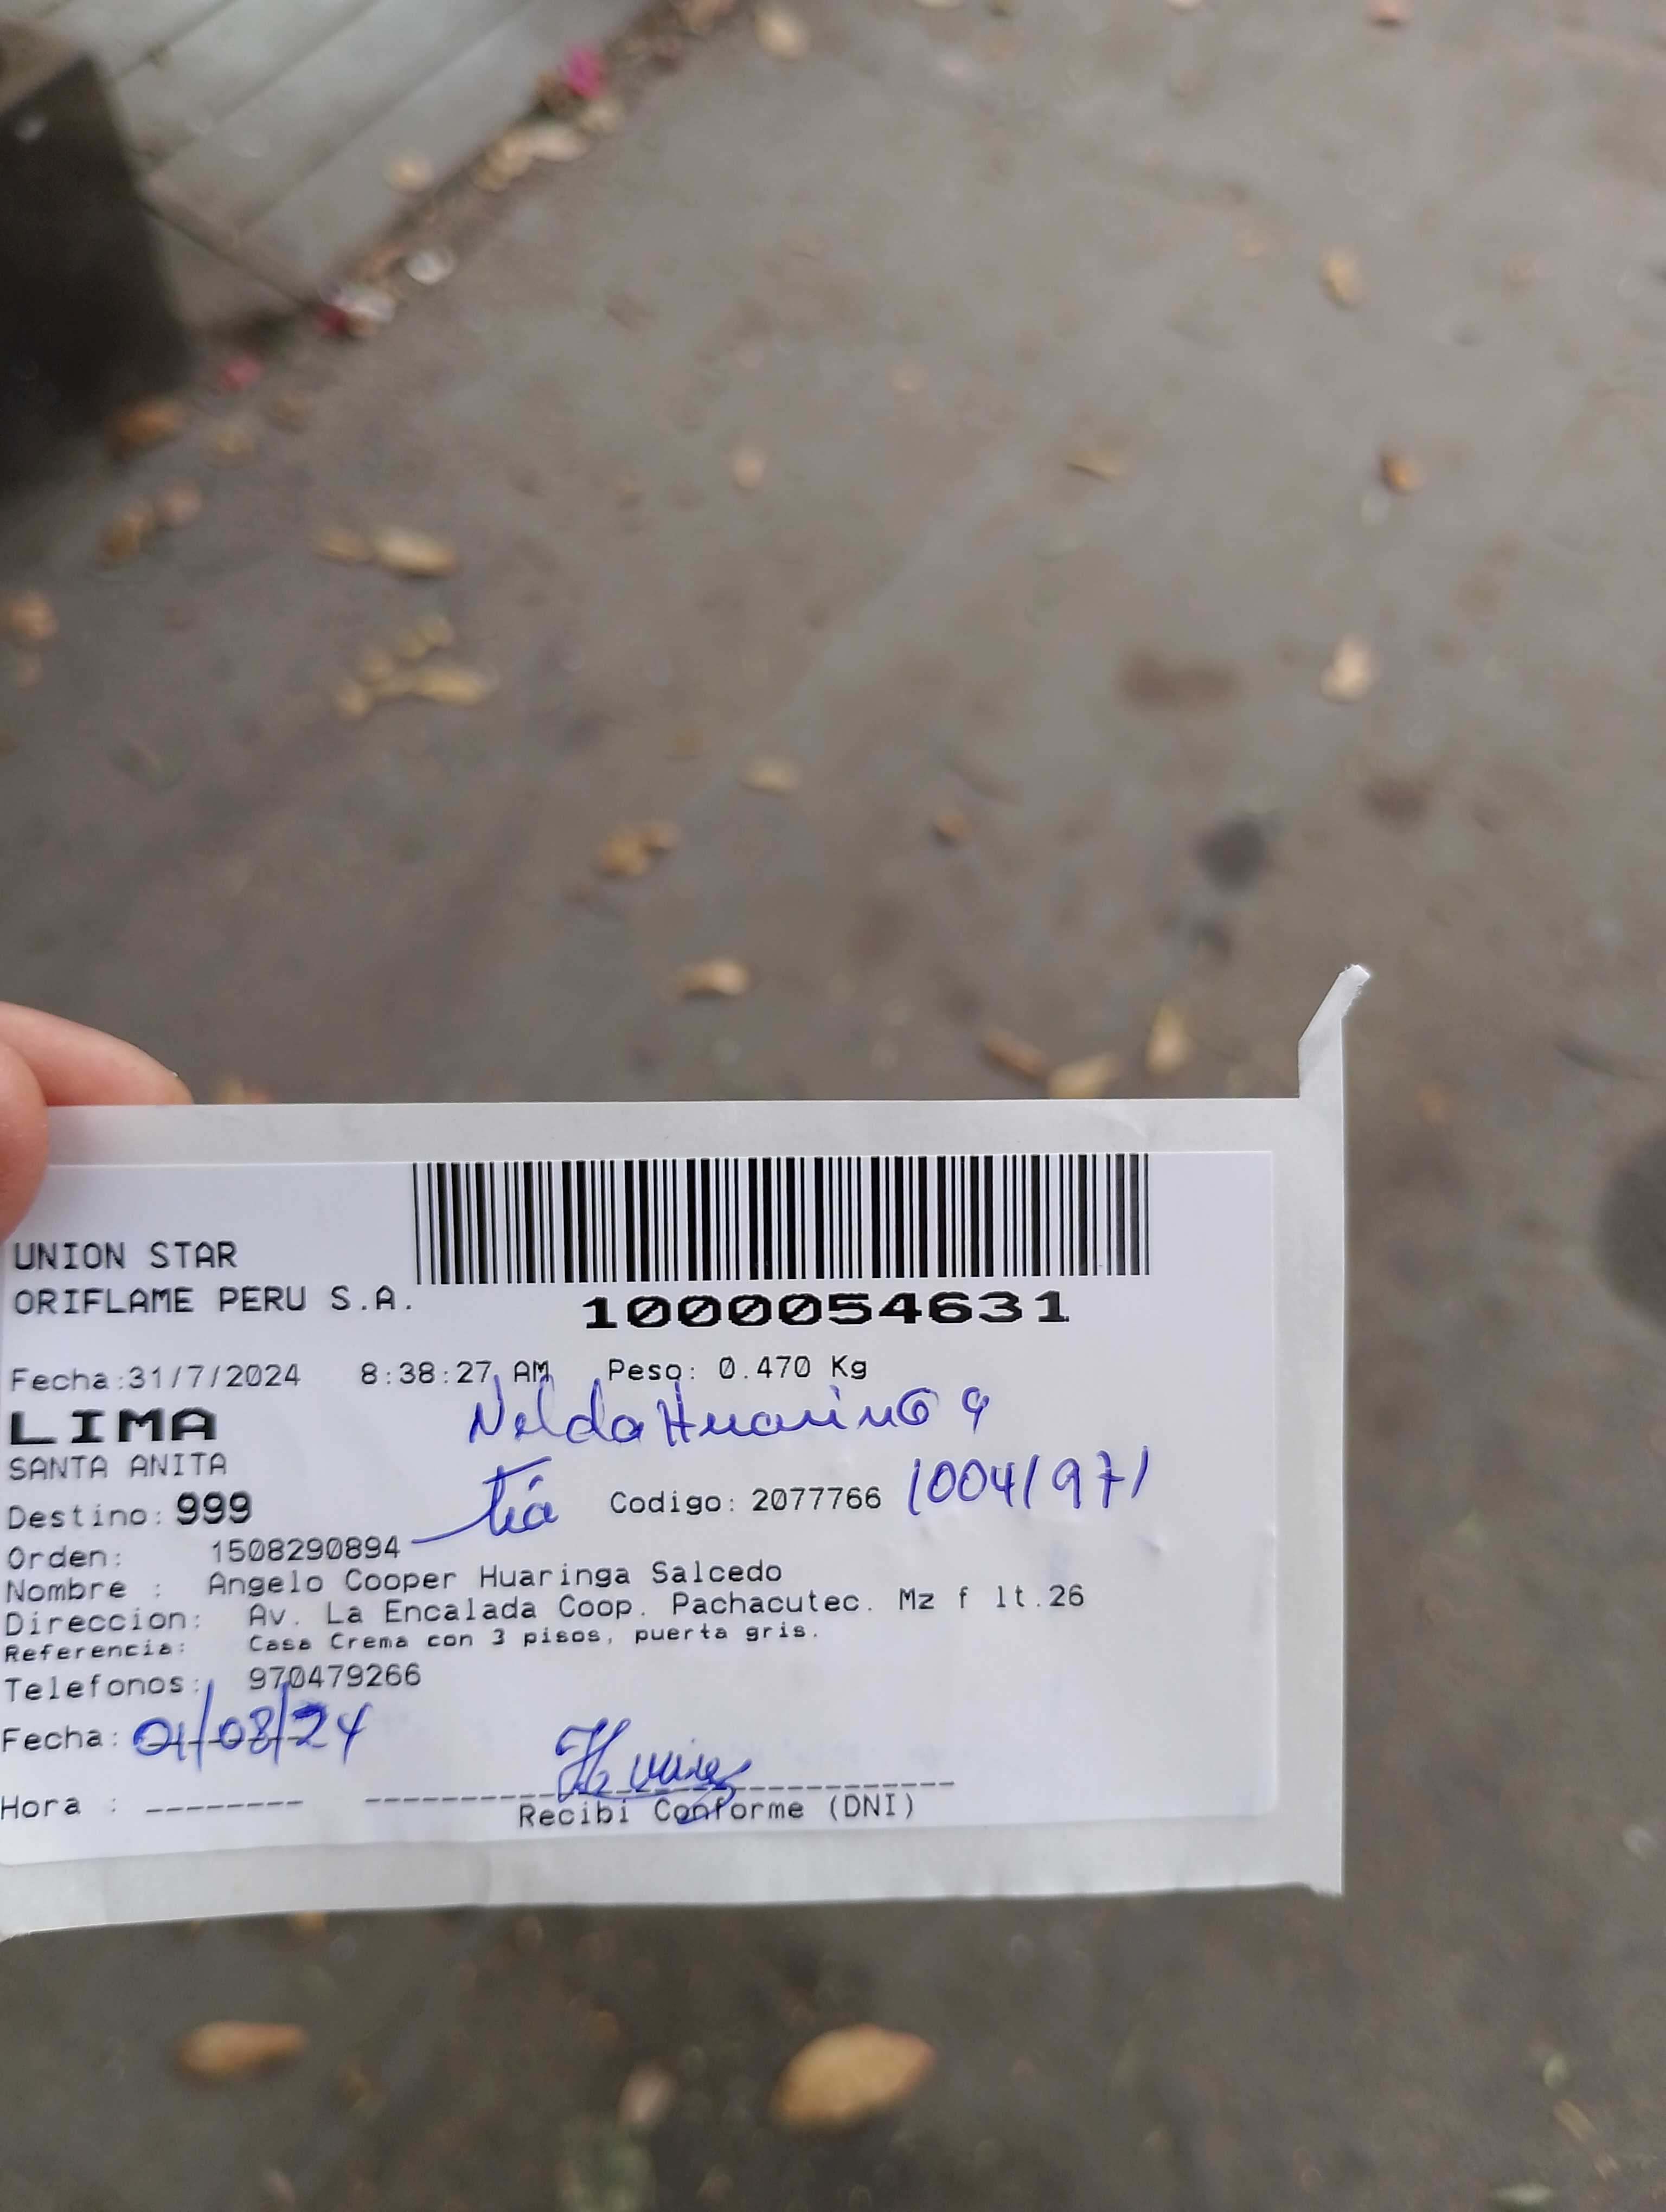 UNION STAR
ORIFLAME PERU S.A.
1000054631
Fecha:31/7/2024 8:38:27 AM Peso: 0.470 Kg
LIMA
Nelda Huaringa
SANTA ANITA
tía
Codigo: 2077766 10041971
Destino: 999
Orden: 1508290894
Nombre : Angelo Cooper Huaringa Salcedo
Direccion: Av. La Encalada Coop. Pachacutec. Mz f lt.26
Referencia: Casa Crema con 3 pisos, puerta gris.
Telefonos: 970479266
Fecha: 01/08/24
Hora :
Recibi Conforme (DNI)